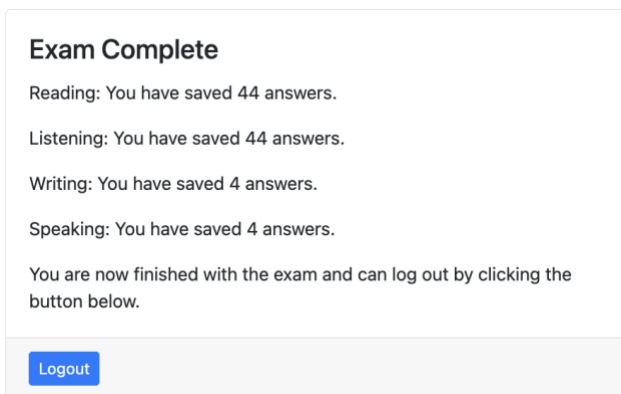 Exam Complete
Reading: You have saved 44 answers.
Listening: You have saved 44 answers.
Writing: You have saved 4 answers.
Speaking: You have saved 4 answers.
You are now finished with the exam and can log out by clicking the
button below.
Logout